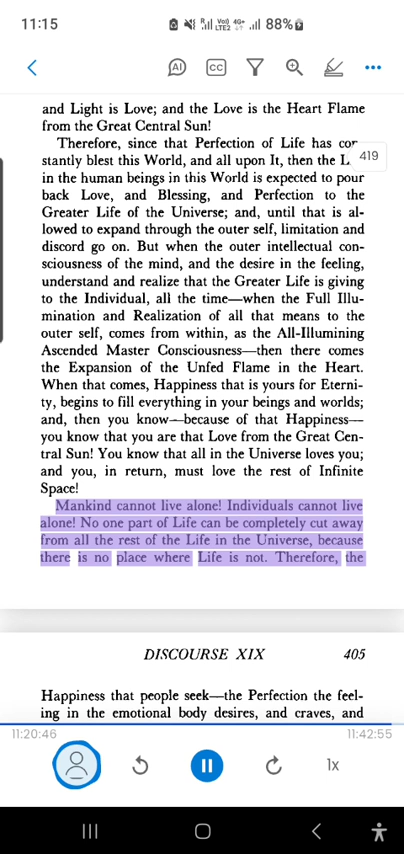 11:15
Vo)) 4G+
R LTE2
88%
AI
CC
and Light is Love; and the Love is the Heart Flame
from the Great Central Sun!
Therefore, since that Perfection of Life has con-
419
stantly blest this World, and all upon It, then the L
in the human beings in this World is expected to pour
back Love, and Blessing, and Perfection to the
Greater Life of the Universe; and, until that is al-
lowed to expand through the outer self, limitation and
discord go on. But when the outer intellectual con-
sciousness of the mind, and the desire in the feeling,
understand and realize that the Greater Life is giving
to the Individual, all the time—when the Full Illu-
mination and Realization of all that means to the
outer self, comes from within, as the All-Illumining
Ascended Master Consciousness—then there comes
the Expansion of the Unfed Flame in the Heart.
When that comes, Happiness that is yours for Eterni-
ty, begins to fill everything in your beings and worlds;
and, then you know—because of that Happiness—
you know that you are that Love from the Great Cen-
tral Sun! You know that all in the Universe loves you;
and you, in return, must love the rest of Infinite
Space!
Mankind cannot live alone! Individuals cannot live
alone! No one part of Life can be completely cut away
from all the rest of the Life in the Universe, because
there is no place where Life is not. Therefore, the
DISCOURSE XIX 405
Happiness that people seek—the Perfection the feel-
ing in the emotional body desires, and craves, and
11:20:46 11:42:55
1x